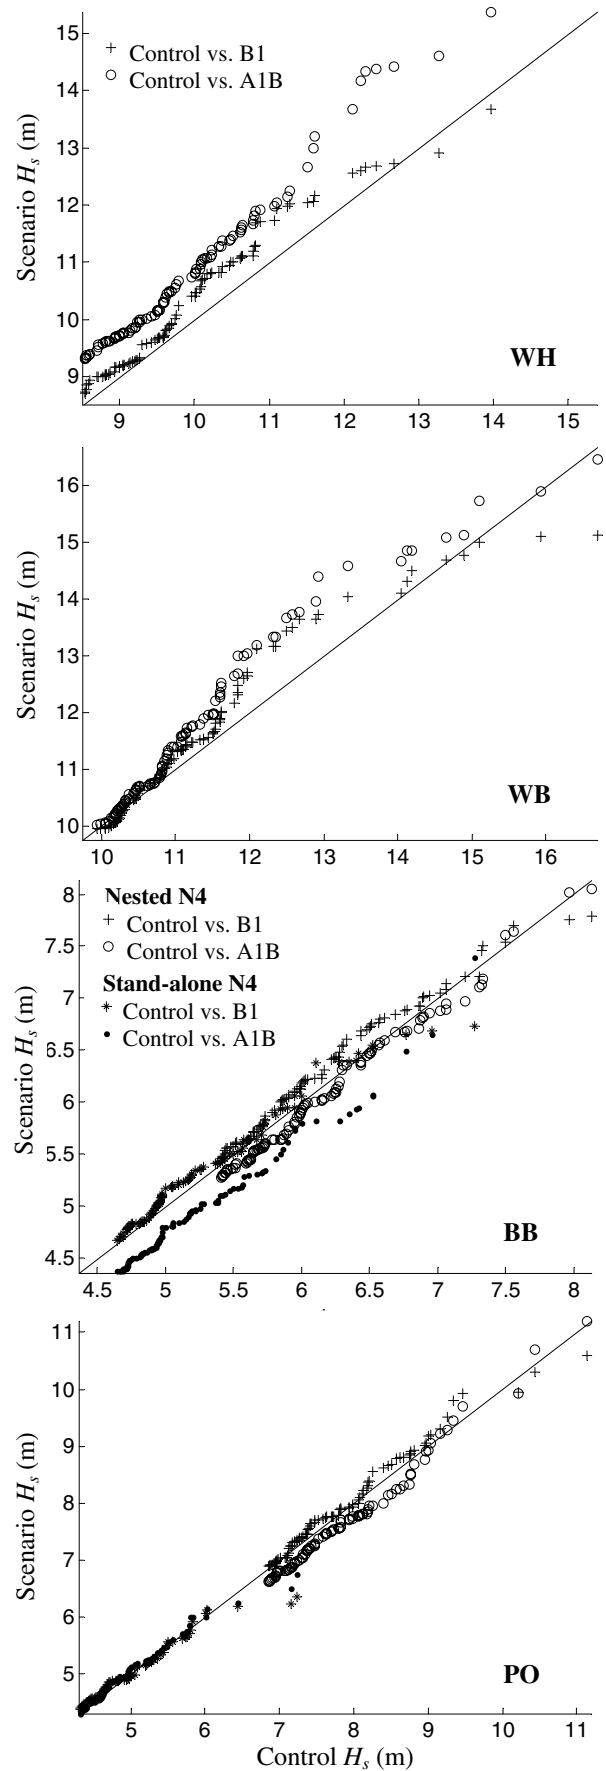 15
14
13
12
11
10
9
Scenario Hs (m)
+ Control vs. B1
○ Control vs. A1B
WH
9 10 11 12 13 14 15
16
15
14
13
12
11
10
Scenario Hs (m)
WB
10 11 12 13 14 15 16
8
7.5
7
6.5
6
5.5
5
4.5
Scenario Hs (m)
Nested N4
+ Control vs. B1
○ Control vs. A1B
Stand-alone N4
* Control vs. B1
• Control vs. A1B
BB
4.5 5 5.5 6 6.5 7 7.5 8
11
10
9
8
7
6
5
Scenario Hs (m)
PO
5 6 7 8 9 10 11
Control Hs (m)